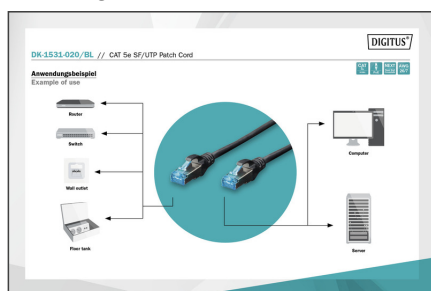 DIGITUS®
DK-1531-020/BL // CAT 5e SF/UTP Patch Cord
Anwendungsbeispiel
Example of use
Router
Switch
Wall outlet
Floor tank
Computer
Server